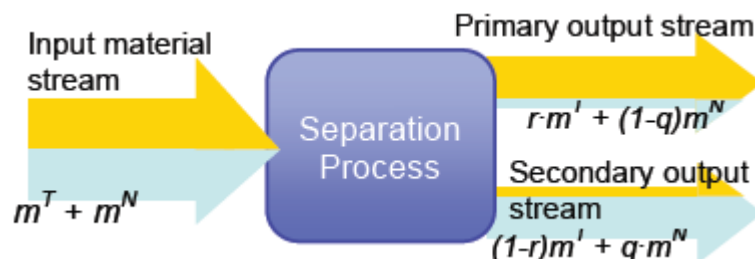 Input material
stream
m^T + m^N
Separation
Process
Primary output stream
r·m^T + (1-q)m^N
Secondary output
stream
(1-r)m^T + q·m^N